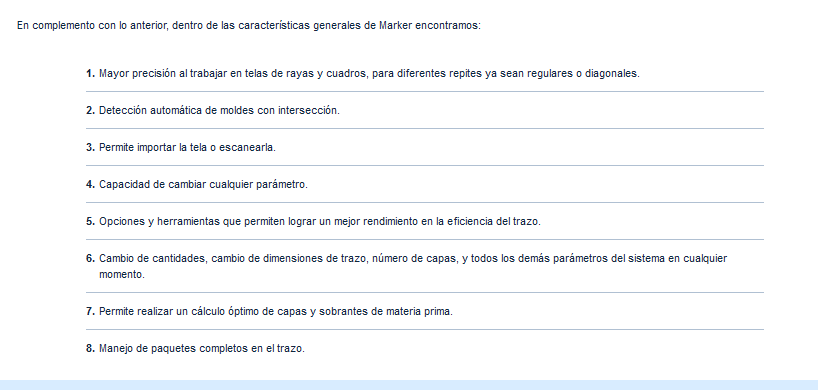 En complemento con lo anterior, dentro de las características generales de Marker encontramos:
1. Mayor precisión al trabajar en telas de rayas y cuadros, para diferentes repites ya sean regulares o diagonales.
2. Detección automática de moldes con intersección.
3. Permite importar la tela o escanearla.
4. Capacidad de cambiar cualquier parámetro.
5. Opciones y herramientas que permiten lograr un mejor rendimiento en la eficiencia del trazo.
6. Cambio de cantidades, cambio de dimensiones de trazo, número de capas, y todos los demás parámetros del sistema en cualquier
momento.
7. Permite realizar un cálculo óptimo de capas y sobrantes de materia prima.
8. Manejo de paquetes completos en el trazo.